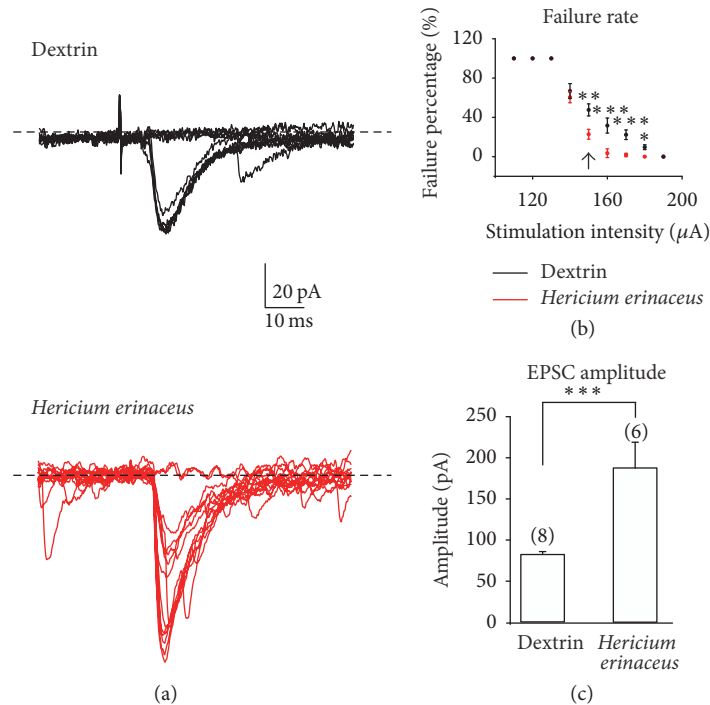 Dextrin
20 pA
10 ms
Hericium erinaceus
(a)
Failure rate
Failure percentage (%)
120
80
40
0
** 
***
***
*
120 160 200
Stimulation intensity (μA)
Dextrin
Hericium erinaceus
(b)
EPSC amplitude
***
Amplitude (pA)
250
200
150
100
50
0
(8)
(6)
Dextrin
Hericium
erinaceus
(c)